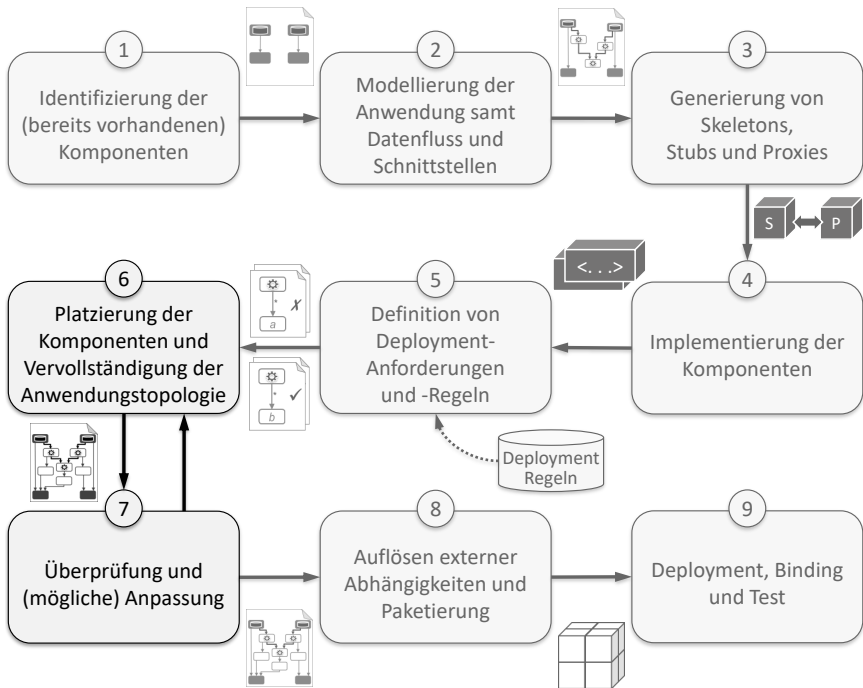 1
Identifizierung der
(bereits vorhandenen)
Komponenten
2
Modellierung der
Anwendung samt
Datenfluss und
Schnittstellen
3
Generierung von
Skeletons,
Stubs und Proxies
S
P
6
Platzierung der
Komponenten und
Vervollständigung der
Anwendungstopologie
*
a
✗
*
b
✓
5
Definition von
Deployment-
Anforderungen
und -Regeln
<...>
4
Implementierung der
Komponenten
Deployment
Regeln
7
Überprüfung und
(mögliche) Anpassung
8
Auflösen externer
Abhängigkeiten und
Paketierung
9
Deployment, Binding
und Test